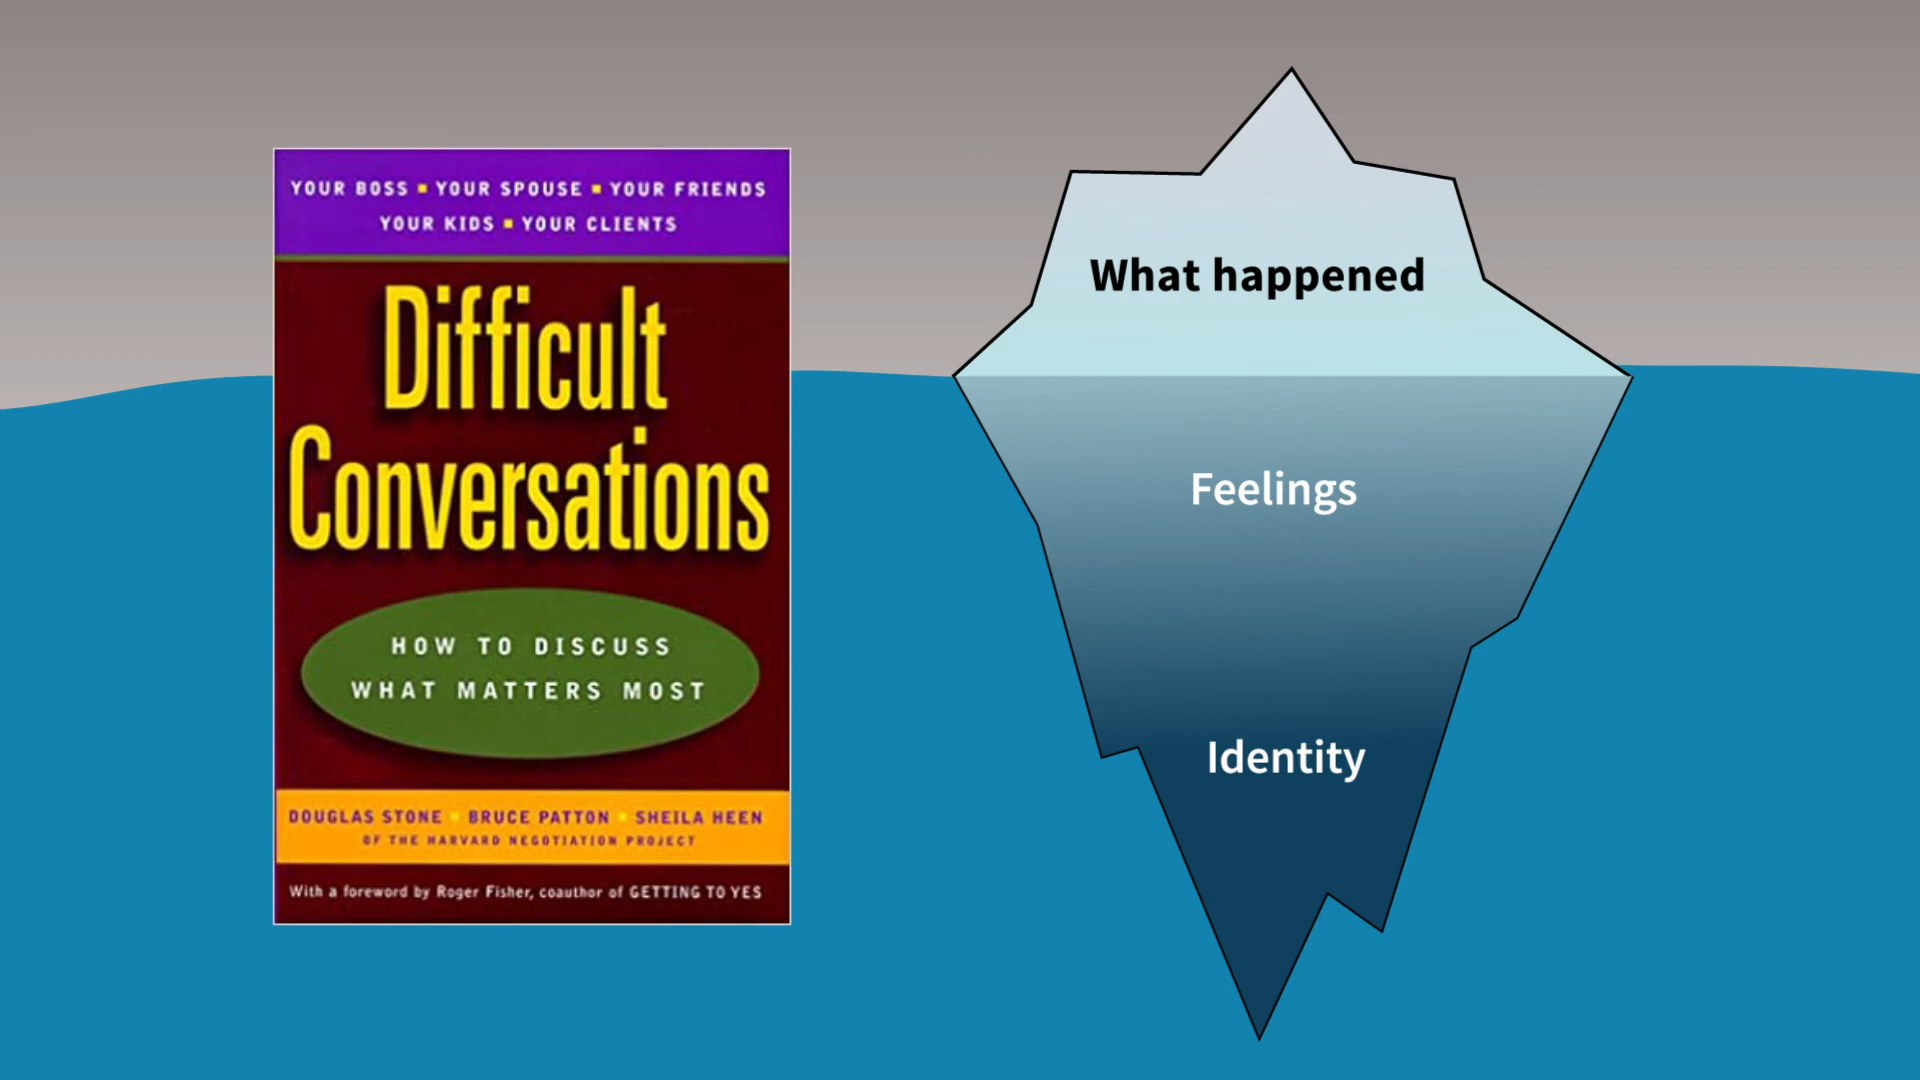 YOUR BOSS ▪ YOUR SPOUSE ▪ YOUR FRIENDS
YOUR KIDS ▪ YOUR CLIENTS
Difficult
Conversations
HOW TO DISCUSS
WHAT MATTERS MOST
DOUGLAS STONE ▪ BRUCE PATTON ▪ SHEILA HEEN
OF THE HARVARD NEGOTIATION PROJECT
With a foreword by Roger Fisher, coauthor of GETTING TO YES
What happened
Feelings
Identity